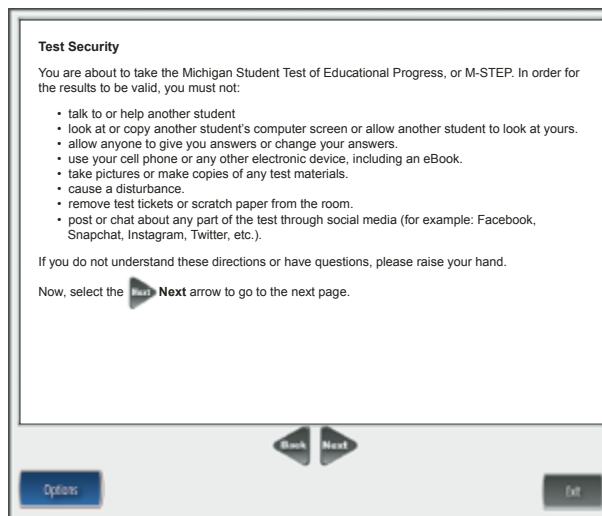 Test Security
You are about to take the Michigan Student Test of Educational Progress, or M-STEP. In order for
the results to be valid, you must not:
• talk to or help another student
• look at or copy another student's computer screen or allow another student to look at yours.
• allow anyone to give you answers or change your answers.
• use your cell phone or any other electronic device, including an eBook.
• take pictures or make copies of any test materials.
• cause a disturbance.
• remove test tickets or scratch paper from the room.
• post or chat about any part of the test through social media (for example: Facebook,
Snapchat, Instagram, Twitter, etc.).
If you do not understand these directions or have questions, please raise your hand.
Now, select the Next Next arrow to go to the next page.
Back Next
Options Exit